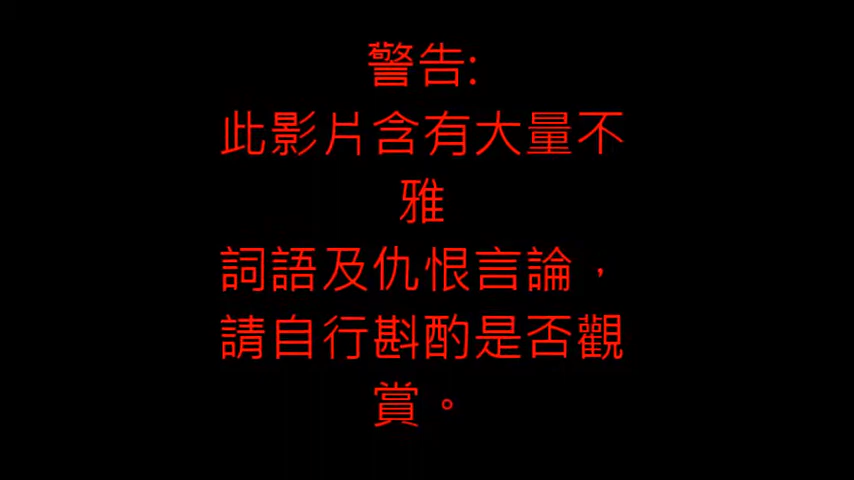 警告:
此影片含有大量不
雅
詞語及仇恨言論，
請自行斟酌是否觀
賞。